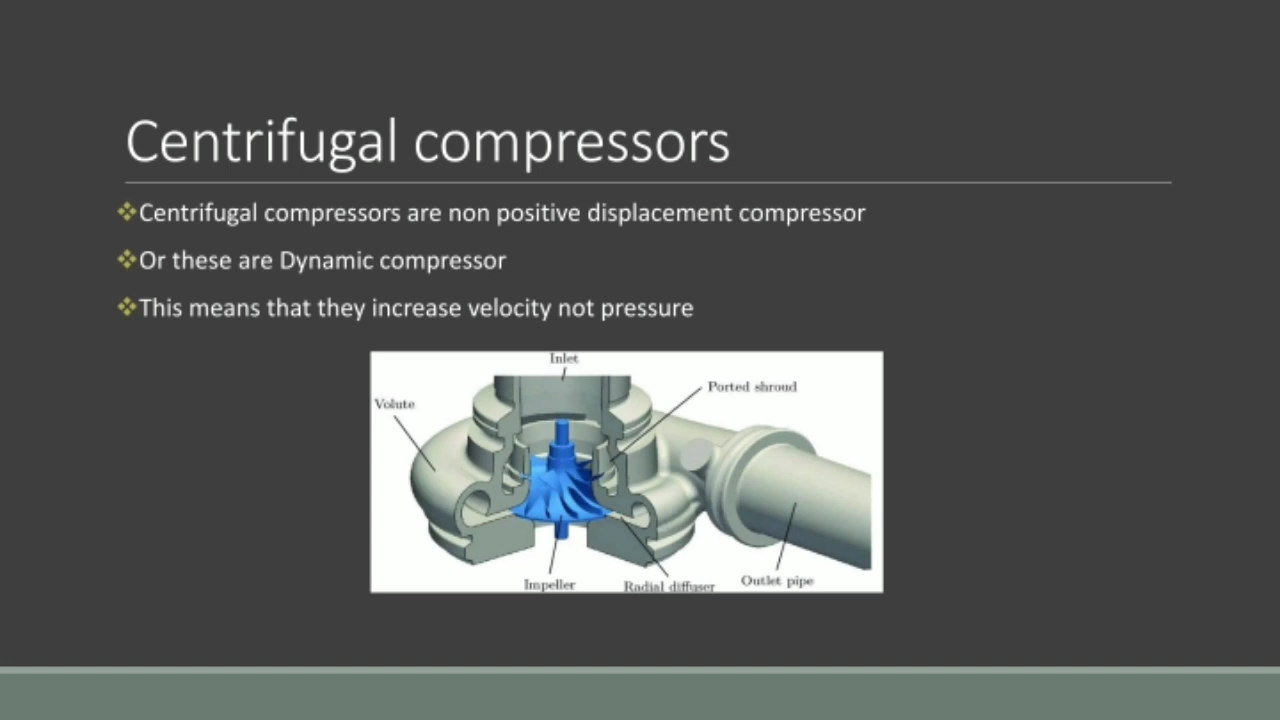 Centrifugal compressors
❖Centrifugal compressors are non positive displacement compressor
❖Or these are Dynamic compressor
❖This means that they increase velocity not pressure
Inlet
Ported shroud
Volute
Impeller
Radial diffuser
Outlet pipe